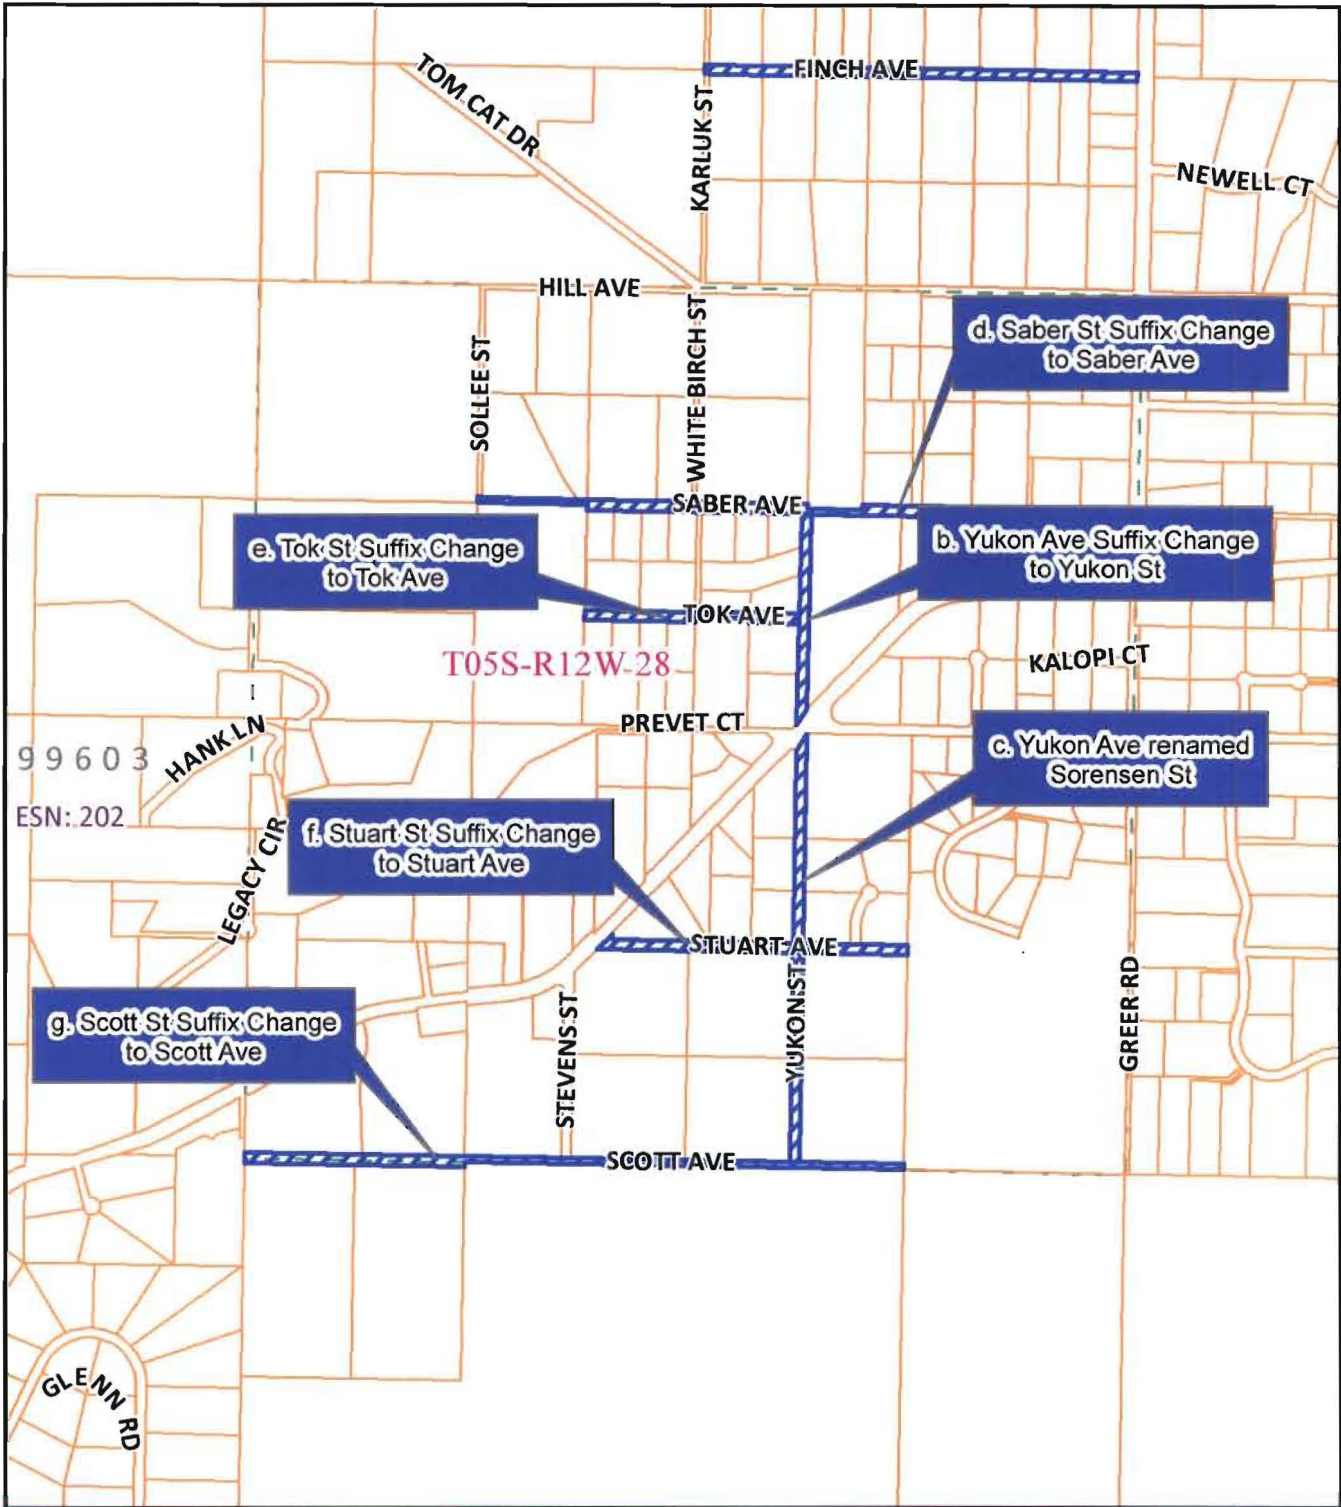 FINCH AVE
TOM CAT DR
KARLUK ST
NEWELL CT
HILL AVE
WHITE BIRCH ST
SOLLEE ST
d. Saber St Suffix Change
to Saber Ave
SABER AVE
e. Tok St Suffix Change
to Tok Ave
b. Yukon Ave Suffix Change
to Yukon St
TOK AVE
T05S-R12W-28
KALOPI CT
PREVET CT
HANK LN
99603
ESN: 202
c. Yukon Ave renamed
Sorensen St
f. Stuart St Suffix Change
to Stuart Ave
LEGACY CIR
STUART AVE
YUKON ST
GREER RD
g. Scott St Suffix Change
to Scott Ave
STEVENS ST
SCOTT AVE
GLENN RD